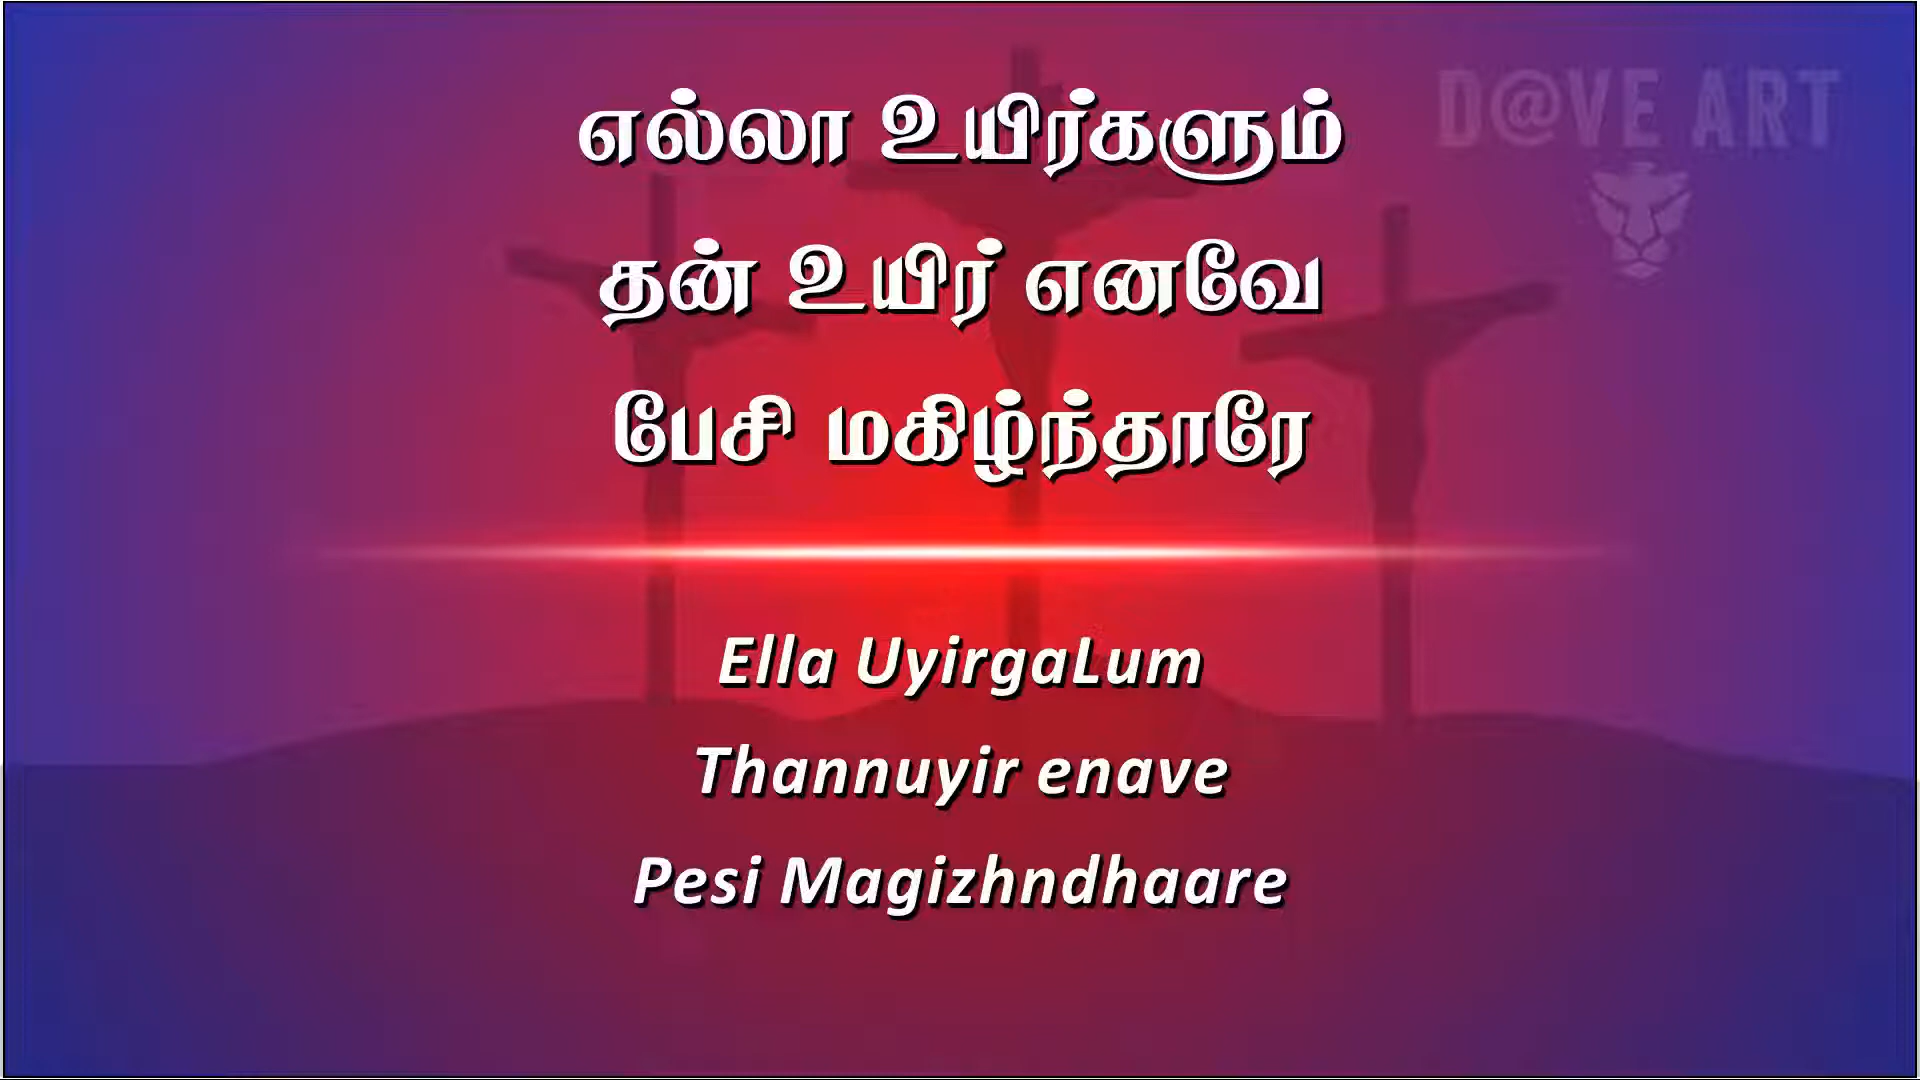 D@VE ART
எல்லா உயிர்களும்
தன் உயிர் எனவே
பேசி மகிழ்ந்தாரே
Ella UyirgaLum
Thannuyir enave
Pesi Magizhndhaare